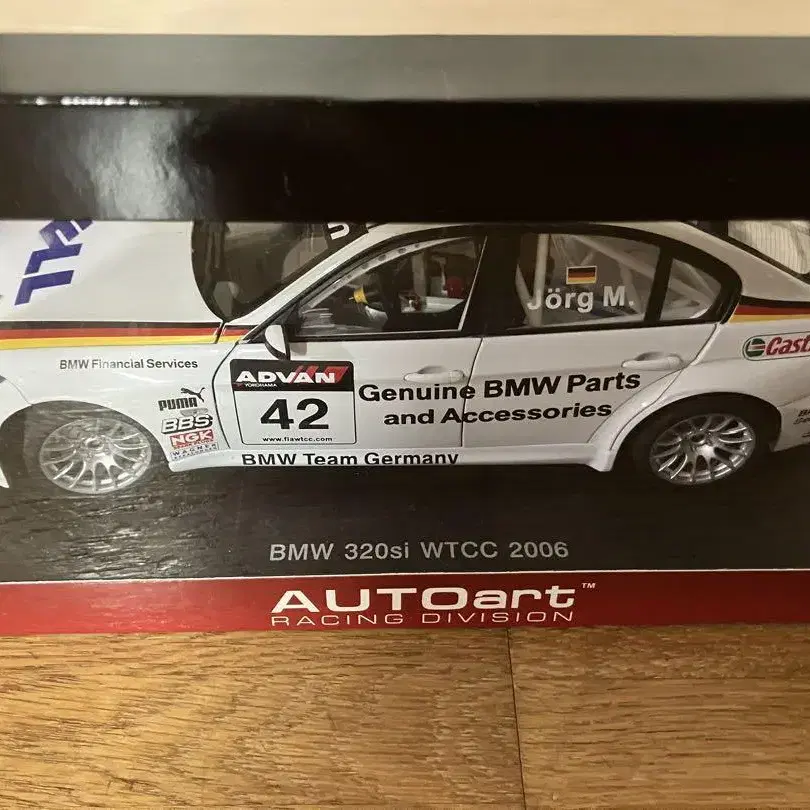 Jörg M.
BMW Financial Services
Castr
PUMA
BBS
NGK
WAGNER
ADVAN
YOKOHAMA
42
www.fiawtcc.com
Genuine BMW Parts
and Accessories
BMW Team Germany
BMW 320si WTCC 2006
AUTOart™
RACING DIVISION